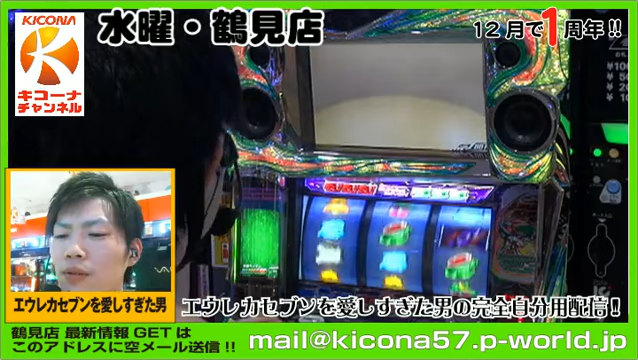 KICONA
キコーナ
チャンネル
水曜・鶴見店
12月で1周年!!
エウレカセブンを愛しすぎた男
エウレカセブンを愛しすぎた男の完全自分用配信！
鶴見店 最新情報 GET は
このアドレスに空メール送信!!
mail@kicona57.p-world.jp